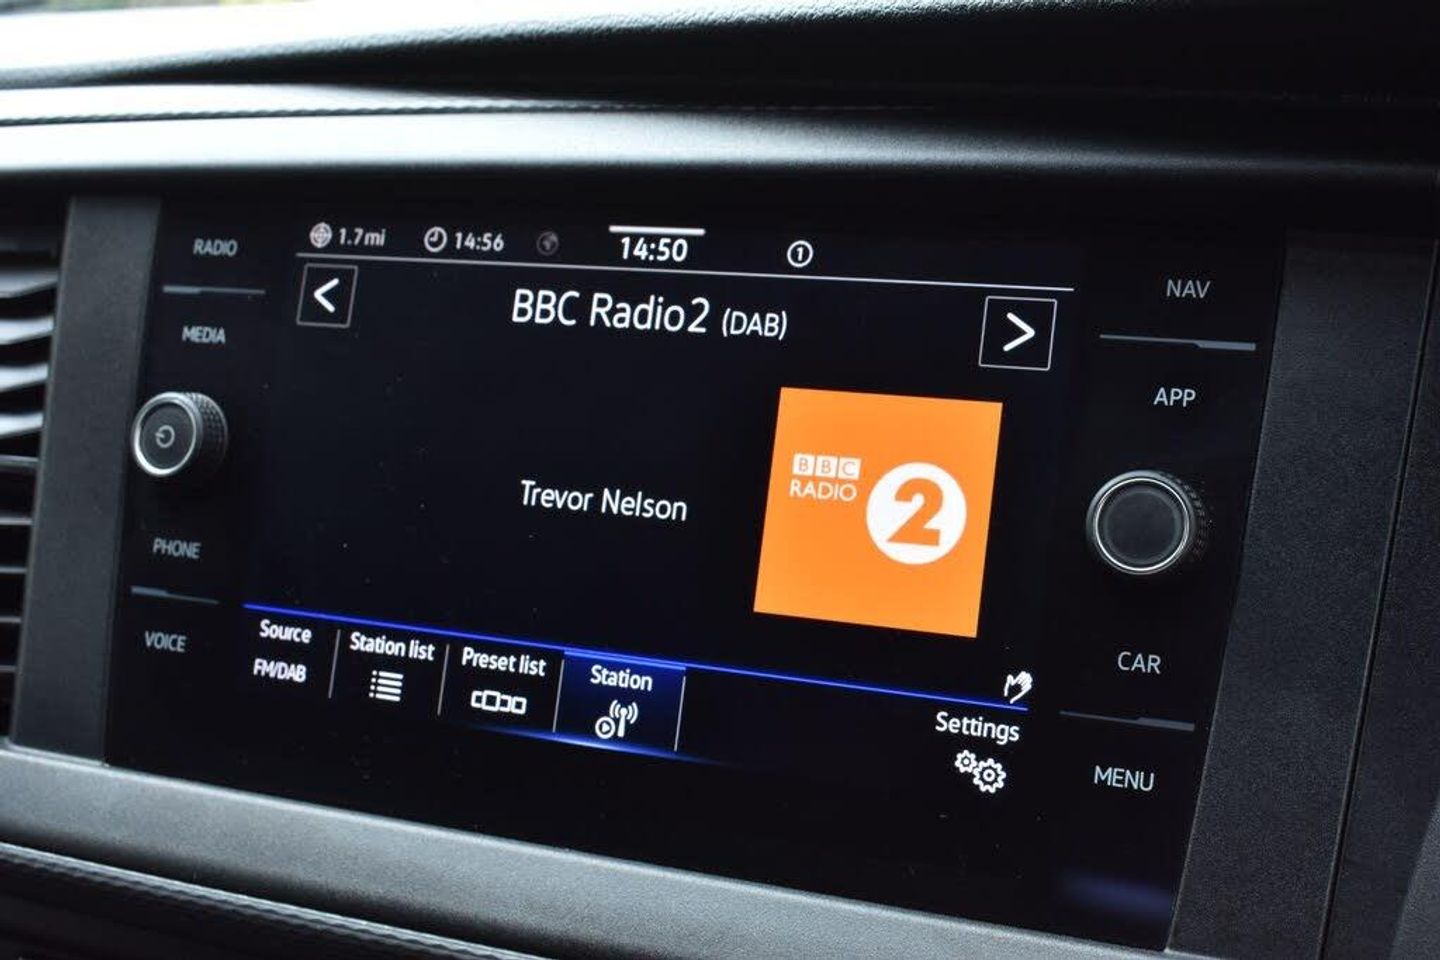 RADIO
MEDIA
PHONE
VOICE
1.7mi 14:56 14:50 1
<
BBC Radio2 (DAB)
>
Trevor Nelson
BBC
RADIO
2
Source
FM/DAB
Station list
Preset list
Station
Settings
NAV
APP
CAR
MENU